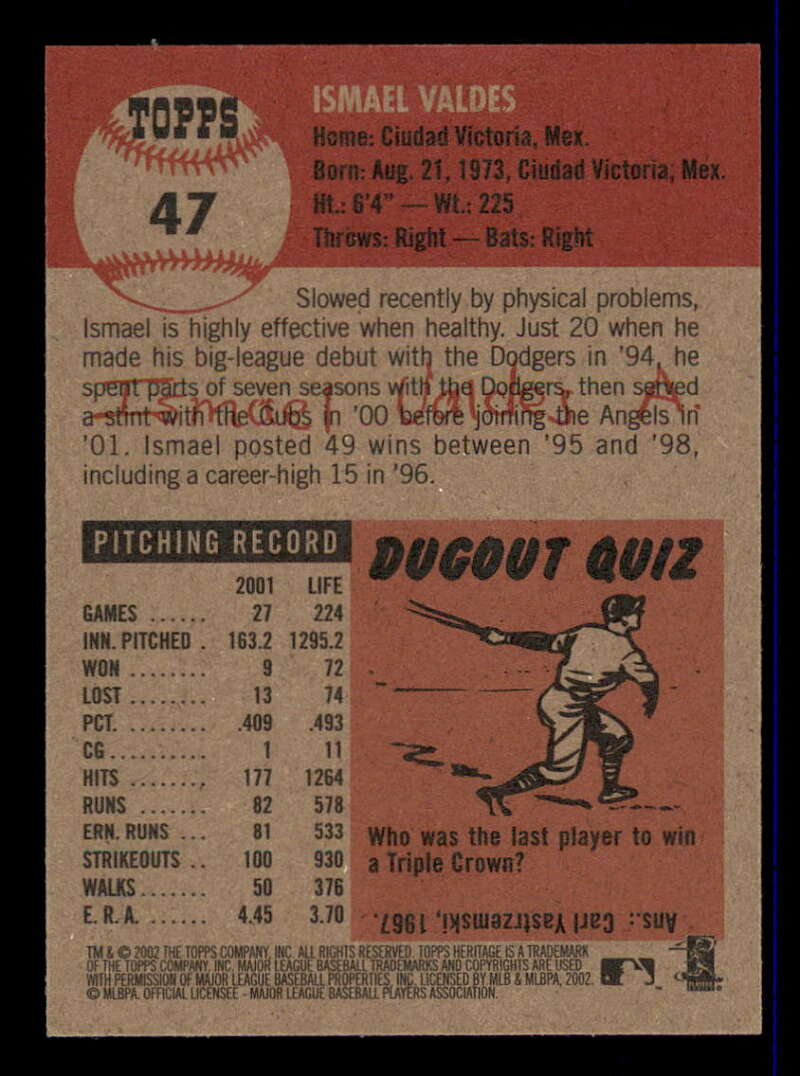 TOPPS
47
ISMAEL VALDES
Home: Ciudad Victoria, Mex.
Born: Aug. 21, 1973, Ciudad Victoria, Mex.
Ht.: 6'4" — Wt.: 225
Throws: Right — Bats: Right
Slowed recently by physical problems,
Ismael is highly effective when healthy. Just 20 when he
made his big-league debut with the Dodgers in '94, he
spent parts of seven seasons with the Dodgers, then served
a stint with the Cubs in '00 before joining the Angels in
'01. Ismael posted 49 wins between '95 and '98,
including a career-high 15 in '96.
Ismael Valdes A.
PITCHING RECORD
2001 LIFE
GAMES ...... 27 224
INN. PITCHED . 163.2 1295.2
WON ........ 9 72
LOST ........ 13 74
PCT. ........ .409 .493
CG .......... 1 11
HITS ....... 177 1264
RUNS ....... 82 578
ERN. RUNS ... 81 533
STRIKEOUTS .. 100 930
WALKS ....... 50 376
E. R. A. ...... 4.45 3.70
DUGOUT QUIZ
Who was the last player to win
a Triple Crown?
Ans.: Carl Yastrzemski, 1967.
TM & © 2002 THE TOPPS COMPANY, INC. ALL RIGHTS RESERVED. TOPPS HERITAGE IS A TRADEMARK
OF THE TOPPS COMPANY, INC. MAJOR LEAGUE BASEBALL TRADEMARKS AND COPYRIGHTS ARE USED
WITH PERMISSION OF MAJOR LEAGUE BASEBALL PROPERTIES, INC. LICENSED BY MLB & MLBPA, 2002.
© MLBPA. OFFICIAL LICENSEE - MAJOR LEAGUE BASEBALL PLAYERS ASSOCIATION.